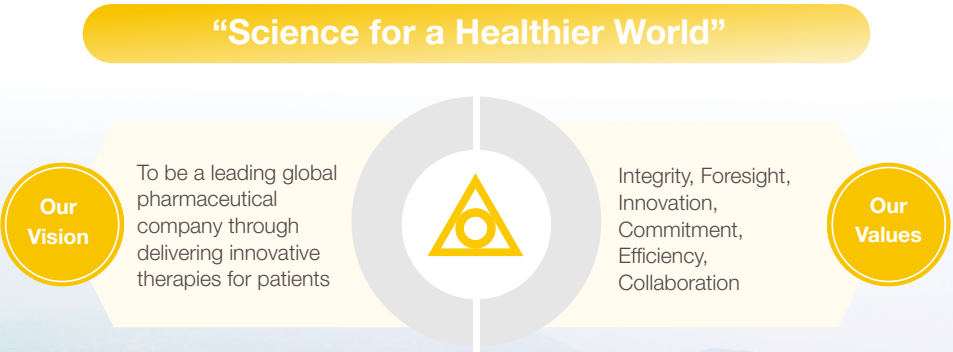 “Science for a Healthier World”
Our
Vision
To be a leading global
pharmaceutical
company through
delivering innovative
therapies for patients
Integrity, Foresight,
Innovation,
Commitment,
Efficiency,
Collaboration
Our
Values